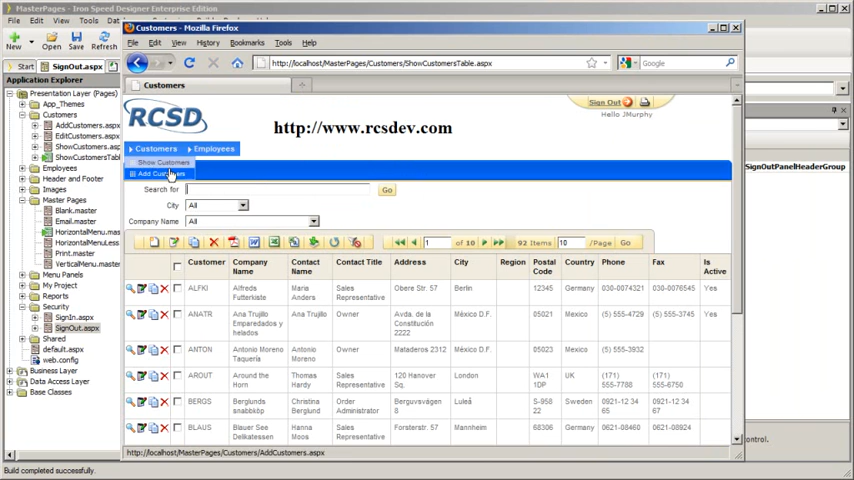 MasterPages - Iron Speed Designer Enterprise Edition
File Edit View Tools
New Open Save Refresh
Start SignOut.aspx
Application Explorer
Presentation Layer (Pages)
App_Themes
Customers
AddCustomers.aspx
EditCustomers.aspx
ShowCustomers.aspx
ShowCustomersTabl
Employees
Header and Footer
Images
Master Pages
Blank.master
Email.master
HorizontalMenu.mas
HorizontalMenuLess
Print.master
VerticalMenu.master
Menu Panels
My Project
Reports
Security
SignIn.aspx
SignOut.aspx
Shared
default.aspx
web.config
Business Layer
Data Access Layer
Base Classes
Build completed successfully.
Customers - Mozilla Firefox
File Edit View History Bookmarks Tools Help
http://localhost/MasterPages/Customers/ShowCustomersTable.aspx
Google
Customers
RCSD
http://www.rcsdev.com
Sign Out
Hello JMurphy
Customers Employees
Show Customers
Add Customers
Search for Go
City All
Company Name All
1 of 10 92 Items 10 /Page Go
Customer Company Name Contact Name Contact Title Address City Region Postal Code Country Phone Fax Is Active
ALFKI Alfreds Futterkiste Maria Anders Sales Representative Obere Str. 57 Berlin 12345 Germany 030-0074321 030-0076545 Yes
ANATR Ana Trujillo Emparedados y helados Ana Trujillo Owner Avda. de la Constitución 2222 México D.F. 05021 Mexico (5) 555-4729 (5) 555-3745 Yes
ANTON Antonio Moreno Taquería Antonio Moreno Owner Mataderos 2312 México D.F. 05023 Mexico (5) 555-3932
AROUT Around the Horn Thomas Hardy Sales Representative 120 Hanover Sq. London WA1 1DP UK (171) 555-7788 (171) 555-6750
BERGS Berglunds snabbköp Christina Berglund Order Administrator Berguvsvägen 8 Luleå S-958 22 Sweden 0921-12 34 65 0921-12 34 67
BLAUS Blauer See Delikatessen Hanna Moos Sales Representative Forsterstr. 57 Mannheim 68306 Germany 0621-08460 0621-08924
http://localhost/MasterPages/Customers/AddCustomers.aspx
SignOutPanelHeaderGroup
control.